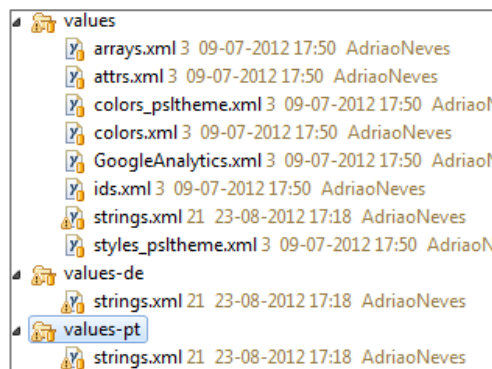 values
arrays.xml 3 09-07-2012 17:50 AdriaoNeves
attrs.xml 3 09-07-2012 17:50 AdriaoNeves
colors_psltheme.xml 3 09-07-2012 17:50 AdriaoN
colors.xml 3 09-07-2012 17:50 AdriaoNeves
GoogleAnalytics.xml 3 09-07-2012 17:50 AdriaoN
ids.xml 3 09-07-2012 17:50 AdriaoNeves
strings.xml 21 23-08-2012 17:18 AdriaoNeves
styles_psltheme.xml 3 09-07-2012 17:50 AdriaoN
values-de
strings.xml 21 23-08-2012 17:18 AdriaoNeves
values-pt
strings.xml 21 23-08-2012 17:18 AdriaoNeves